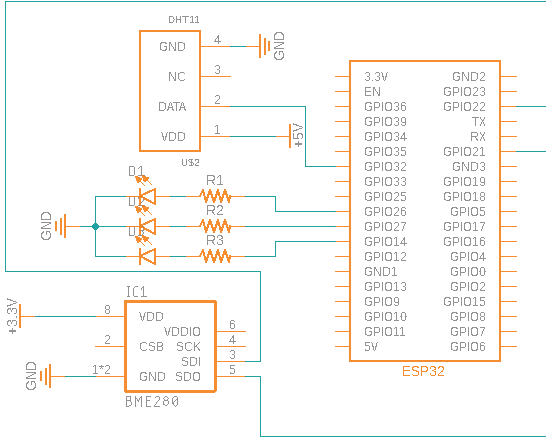 DHT11
GND 4
NC 3
DATA 2
VDD 1
GND
+5V
U$2
D1
R1
R2
R3
GND
IC1
8 VDD
VDDIO 6
2 CSB SCK 4
SDI 3
1*2 GND SDO 5
BME280
+3.3V
GND
3.3V GND2
EN GPIO23
GPIO36 GPIO22
GPIO39 TX
GPIO34 RX
GPIO35 GPIO21
GPIO32 GND3
GPIO33 GPIO19
GPIO25 GPIO18
GPIO26 GPIO5
GPIO27 GPIO17
GPIO14 GPIO16
GPIO12 GPIO4
GND1 GPIO0
GPIO13 GPIO2
GPIO9 GPIO15
GPIO10 GPIO8
GPIO11 GPIO7
5V GPIO6
ESP32